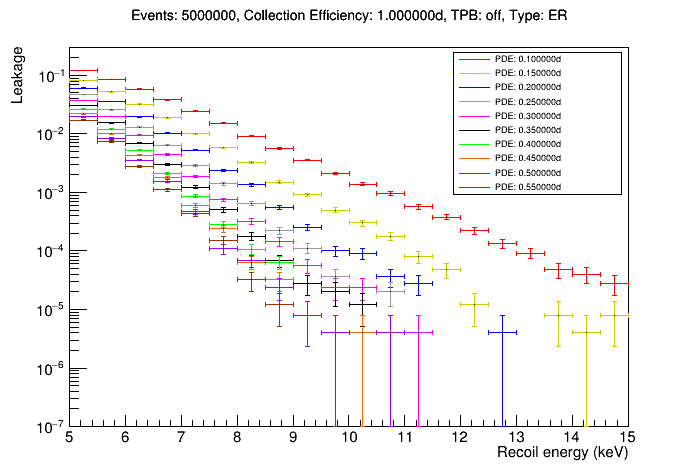 Events: 5000000, Collection Efficiency: 1.000000d, TPB: off, Type: ER
Leakage
PDE: 0.100000d
PDE: 0.150000d
PDE: 0.200000d
PDE: 0.250000d
PDE: 0.300000d
PDE: 0.350000d
PDE: 0.400000d
PDE: 0.450000d
PDE: 0.500000d
PDE: 0.550000d
10⁻¹
10⁻²
10⁻³
10⁻⁴
10⁻⁵
10⁻⁶
10⁻⁷
5 6 7 8 9 10 11 12 13 14 15
Recoil energy (keV)